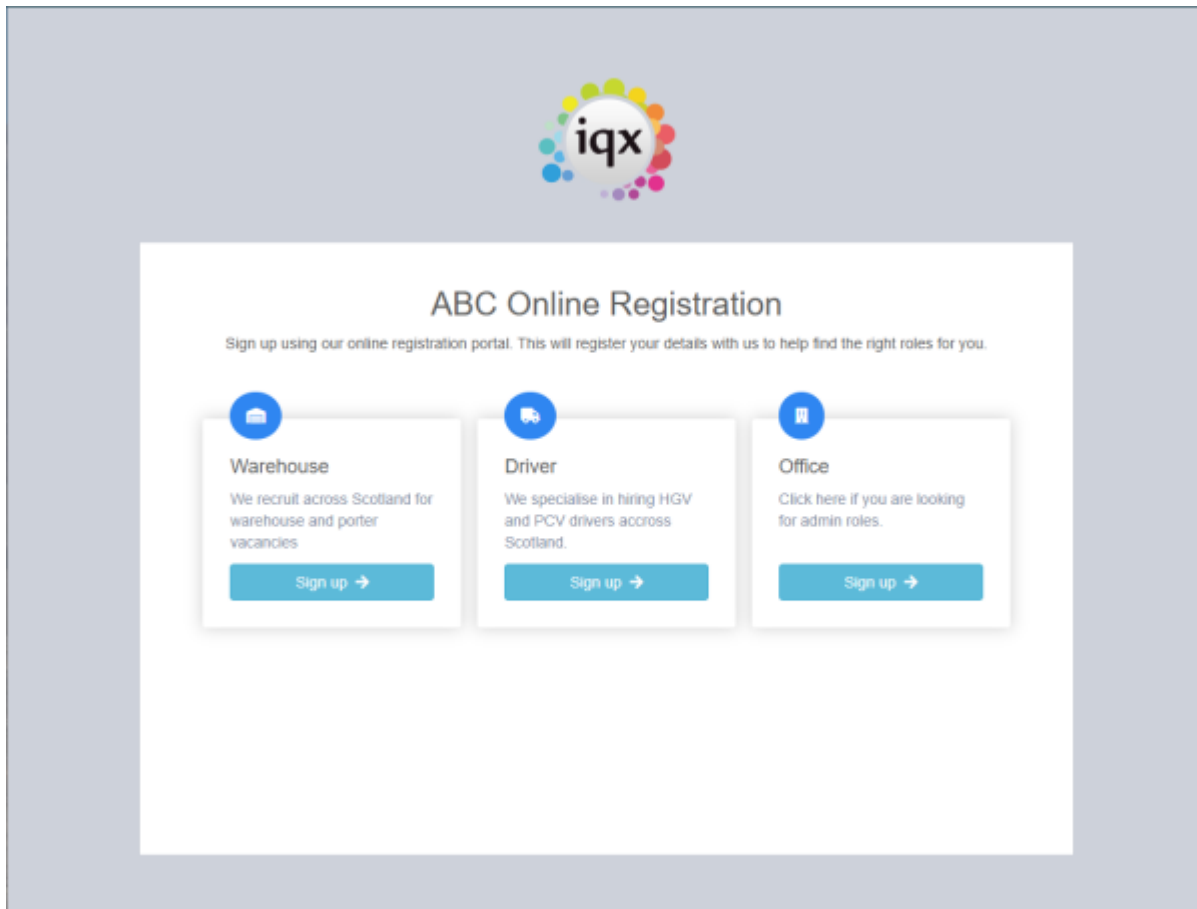 iqx
ABC Online Registration
Sign up using our online registration portal. This will register your details with us to help find the right roles for you.
Warehouse
We recruit across Scotland for
warehouse and porter
vacancies
Sign up
Driver
We specialise in hiring HGV
and PCV drivers accross
Scotland.
Sign up
Office
Click here if you are looking
for admin roles.
Sign up